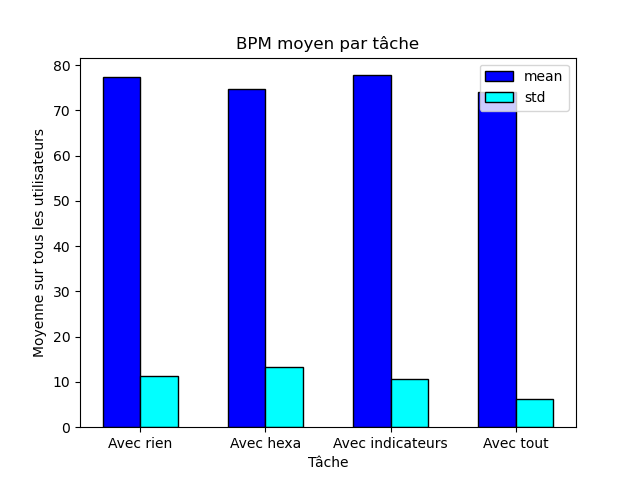 BPM moyen par tâche
mean
std
Moyenne sur tous les utilisateurs
80
70
60
50
40
30
20
10
0
Avec rien
Avec hexa
Avec indicateurs
Avec tout
Tâche